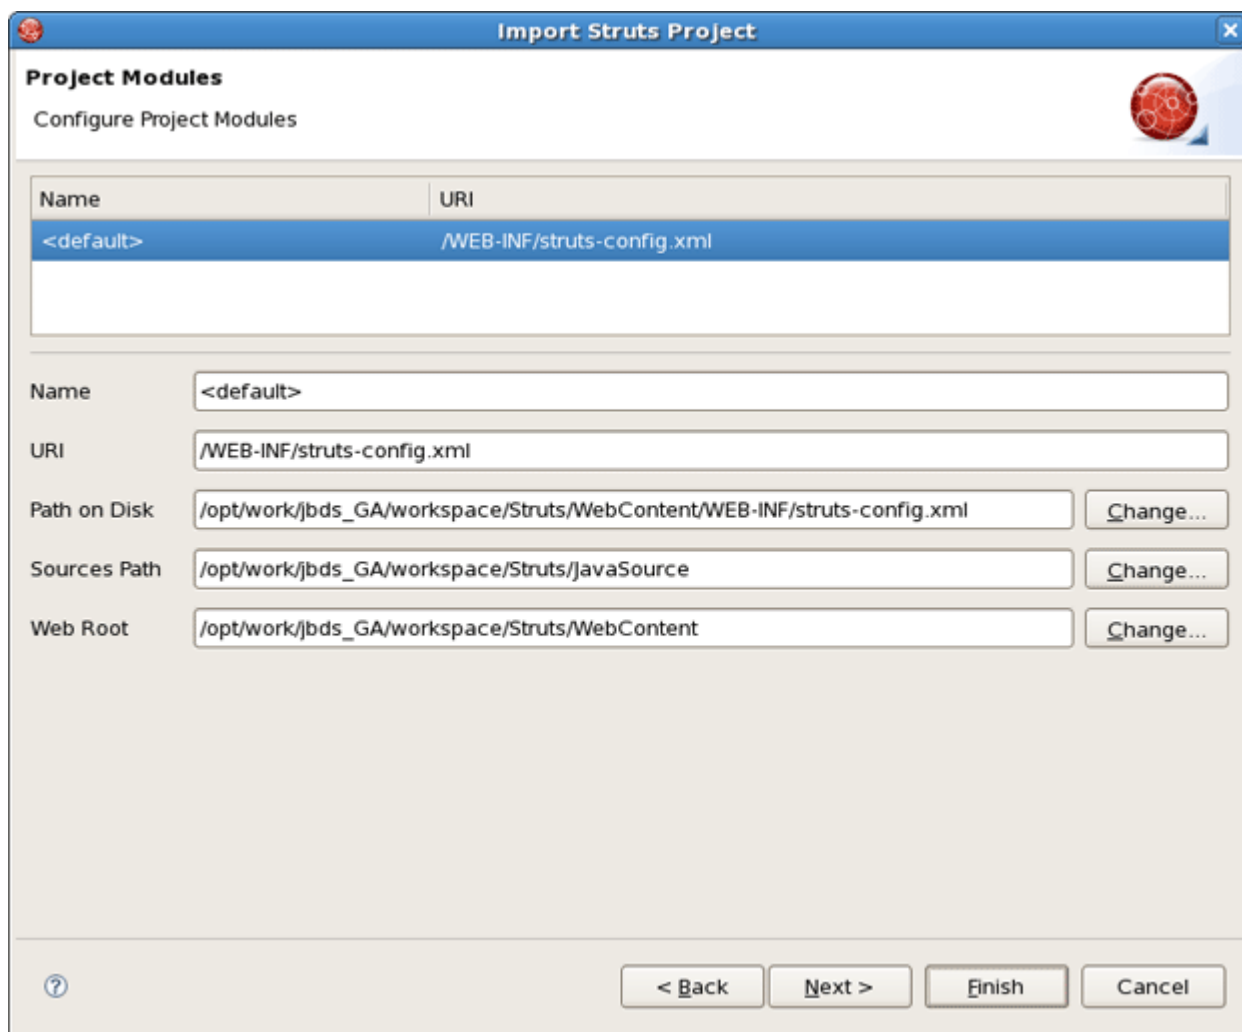 Import Struts Project
Project Modules
Configure Project Modules
Name URI
<default> /WEB-INF/struts-config.xml
Name <default>
URI /WEB-INF/struts-config.xml
Path on Disk /opt/work/jbds_GA/workspace/Struts/WebContent/WEB-INF/struts-config.xml Change...
Sources Path /opt/work/jbds_GA/workspace/Struts/JavaSource Change...
Web Root /opt/work/jbds_GA/workspace/Struts/WebContent Change...
? < Back Next > Finish Cancel